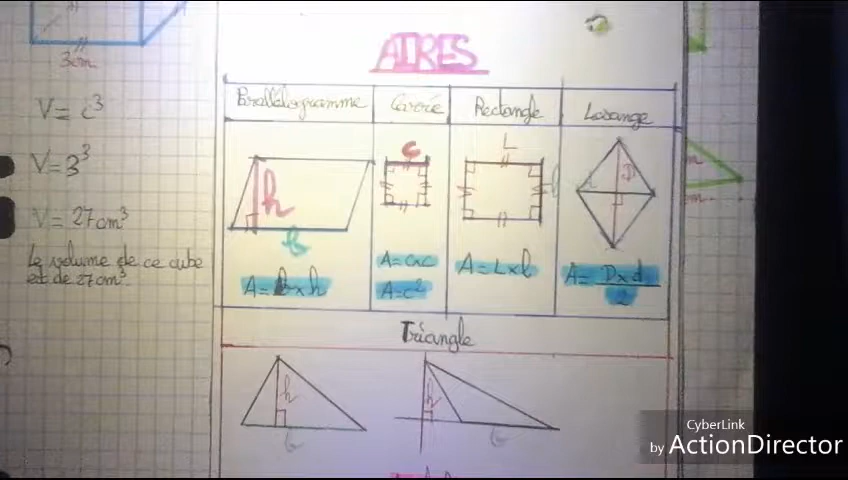 3cm
V = c³
V = 3³
V = 27cm³
Le volume de ce cube
est de 27cm³.
AIRES
Parallélogramme
Carré
Rectangle
Losange
h
b
c
L
l
D
d
A = b x h
A = c x c
A = c²
A = L x l
A = D x d
2
Triangle
h
b
h
b
CyberLink
by ActionDirector